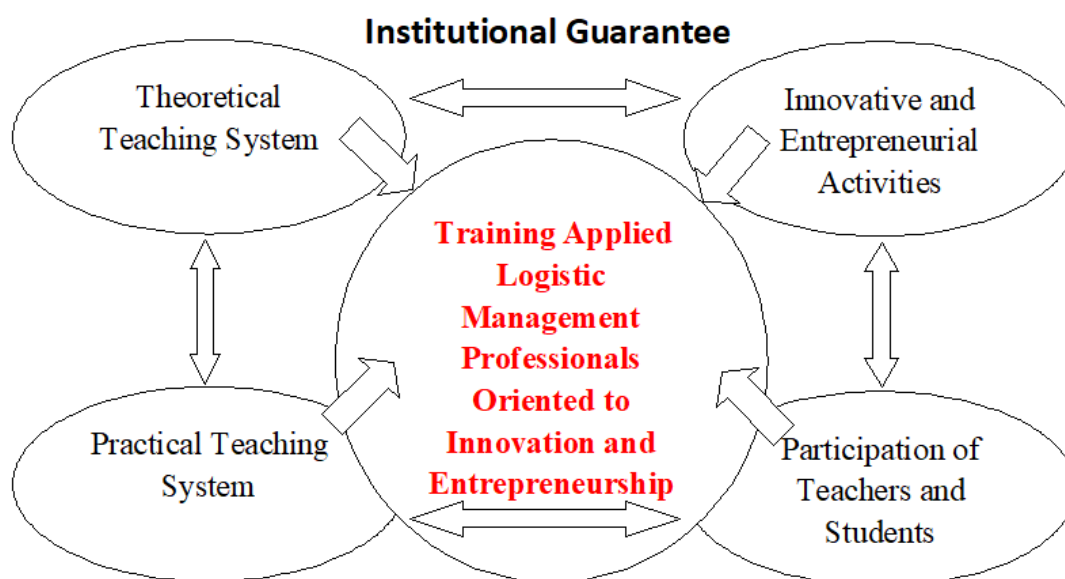 Institutional Guarantee
Theoretical
Teaching System
Innovative and
Entrepreneurial
Activities
Training Applied
Logistic
Management
Professionals
Oriented to
Innovation and
Entrepreneurship
Practical Teaching
System
Participation of
Teachers and
Students